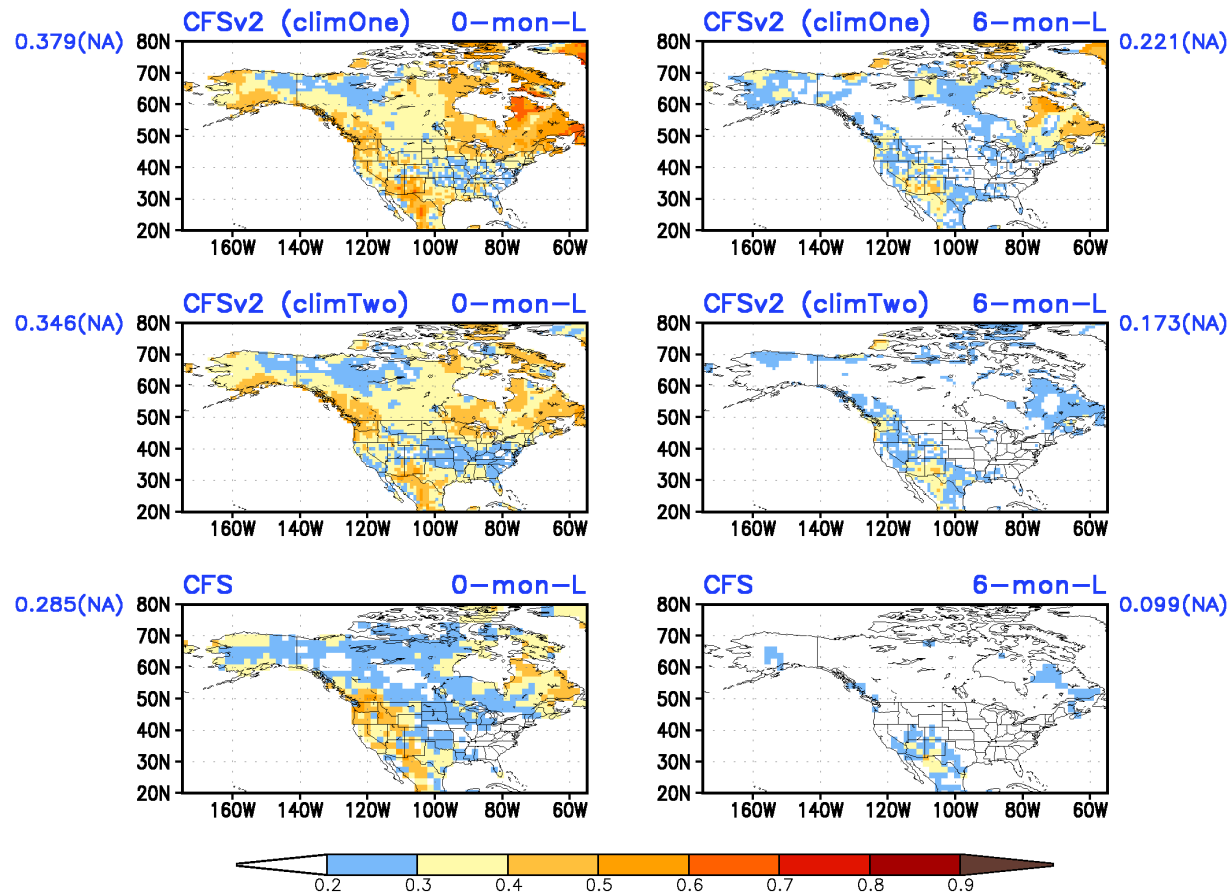 CFSv2 (climOne) 0-mon-L
CFSv2 (climOne) 6-mon-L
0.379(NA)
0.221(NA)
80N
70N
60N
50N
40N
30N
20N
160W 140W 120W 100W 80W 60W
80N
70N
60N
50N
40N
30N
20N
160W 140W 120W 100W 80W 60W
CFSv2 (climTwo) 0-mon-L
CFSv2 (climTwo) 6-mon-L
0.346(NA)
0.173(NA)
80N
70N
60N
50N
40N
30N
20N
160W 140W 120W 100W 80W 60W
80N
70N
60N
50N
40N
30N
20N
160W 140W 120W 100W 80W 60W
CFS 0-mon-L
CFS 6-mon-L
0.285(NA)
0.099(NA)
80N
70N
60N
50N
40N
30N
20N
160W 140W 120W 100W 80W 60W
80N
70N
60N
50N
40N
30N
20N
160W 140W 120W 100W 80W 60W
0.2 0.3 0.4 0.5 0.6 0.7 0.8 0.9